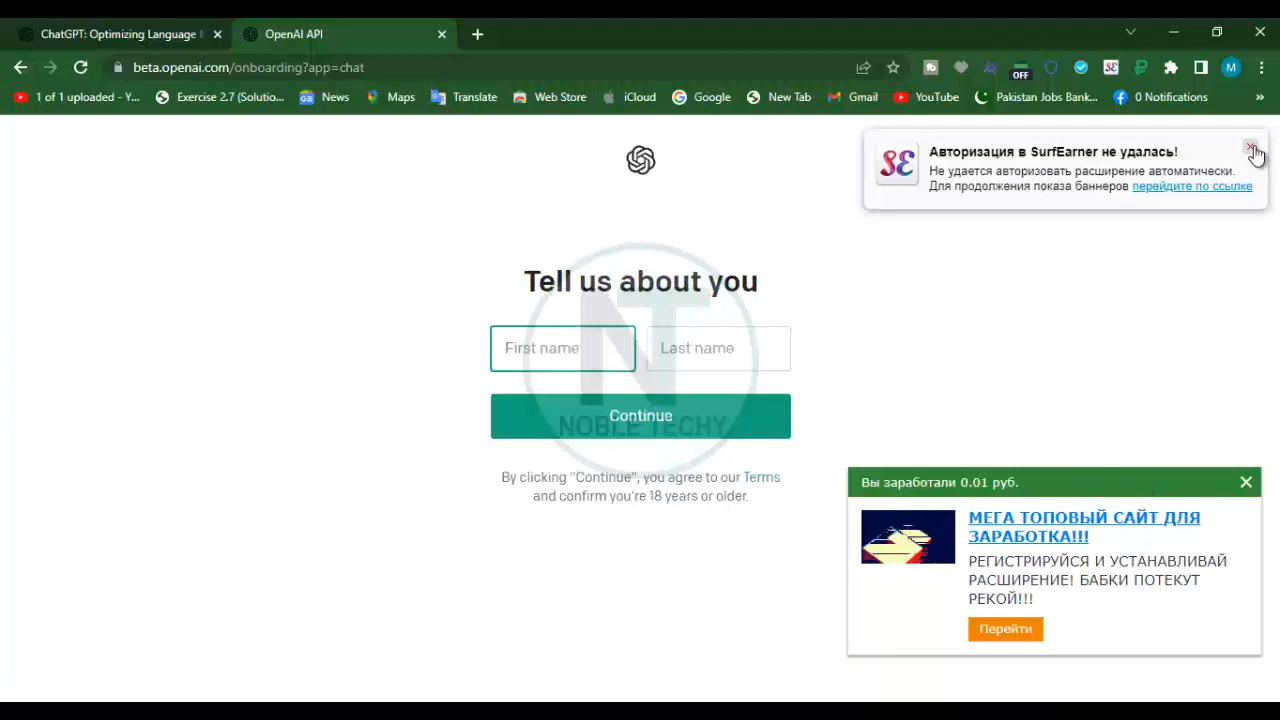 ChatGPT: Optimizing Language M
OpenAI API
beta.openai.com/onboarding?app=chat
OFF
M
1 of 1 uploaded - Y...
Exercise 2.7 (Solutio...
News
Maps
Translate
Web Store
iCloud
Google
New Tab
Gmail
YouTube
Pakistan Jobs Bank...
0 Notifications
»
SE
Авторизация в SurfEarner не удалась!
Не удается авторизовать расширение автоматически.
Для продолжения показа баннеров перейдите по ссылке
Tell us about you
First name
Last name
Continue
NT
NOBLE TECHY
By clicking "Continue", you agree to our Terms
and confirm you're 18 years or older.
Вы заработали 0.01 руб.
МЕГА ТОПОВЫЙ САЙТ ДЛЯ
ЗАРАБОТКА!!!
РЕГИСТРИРУЙСЯ И УСТАНАВЛИВАЙ
РАСШИРЕНИЕ! БАБКИ ПОТЕКУТ
РЕКОЙ!!!
Перейти